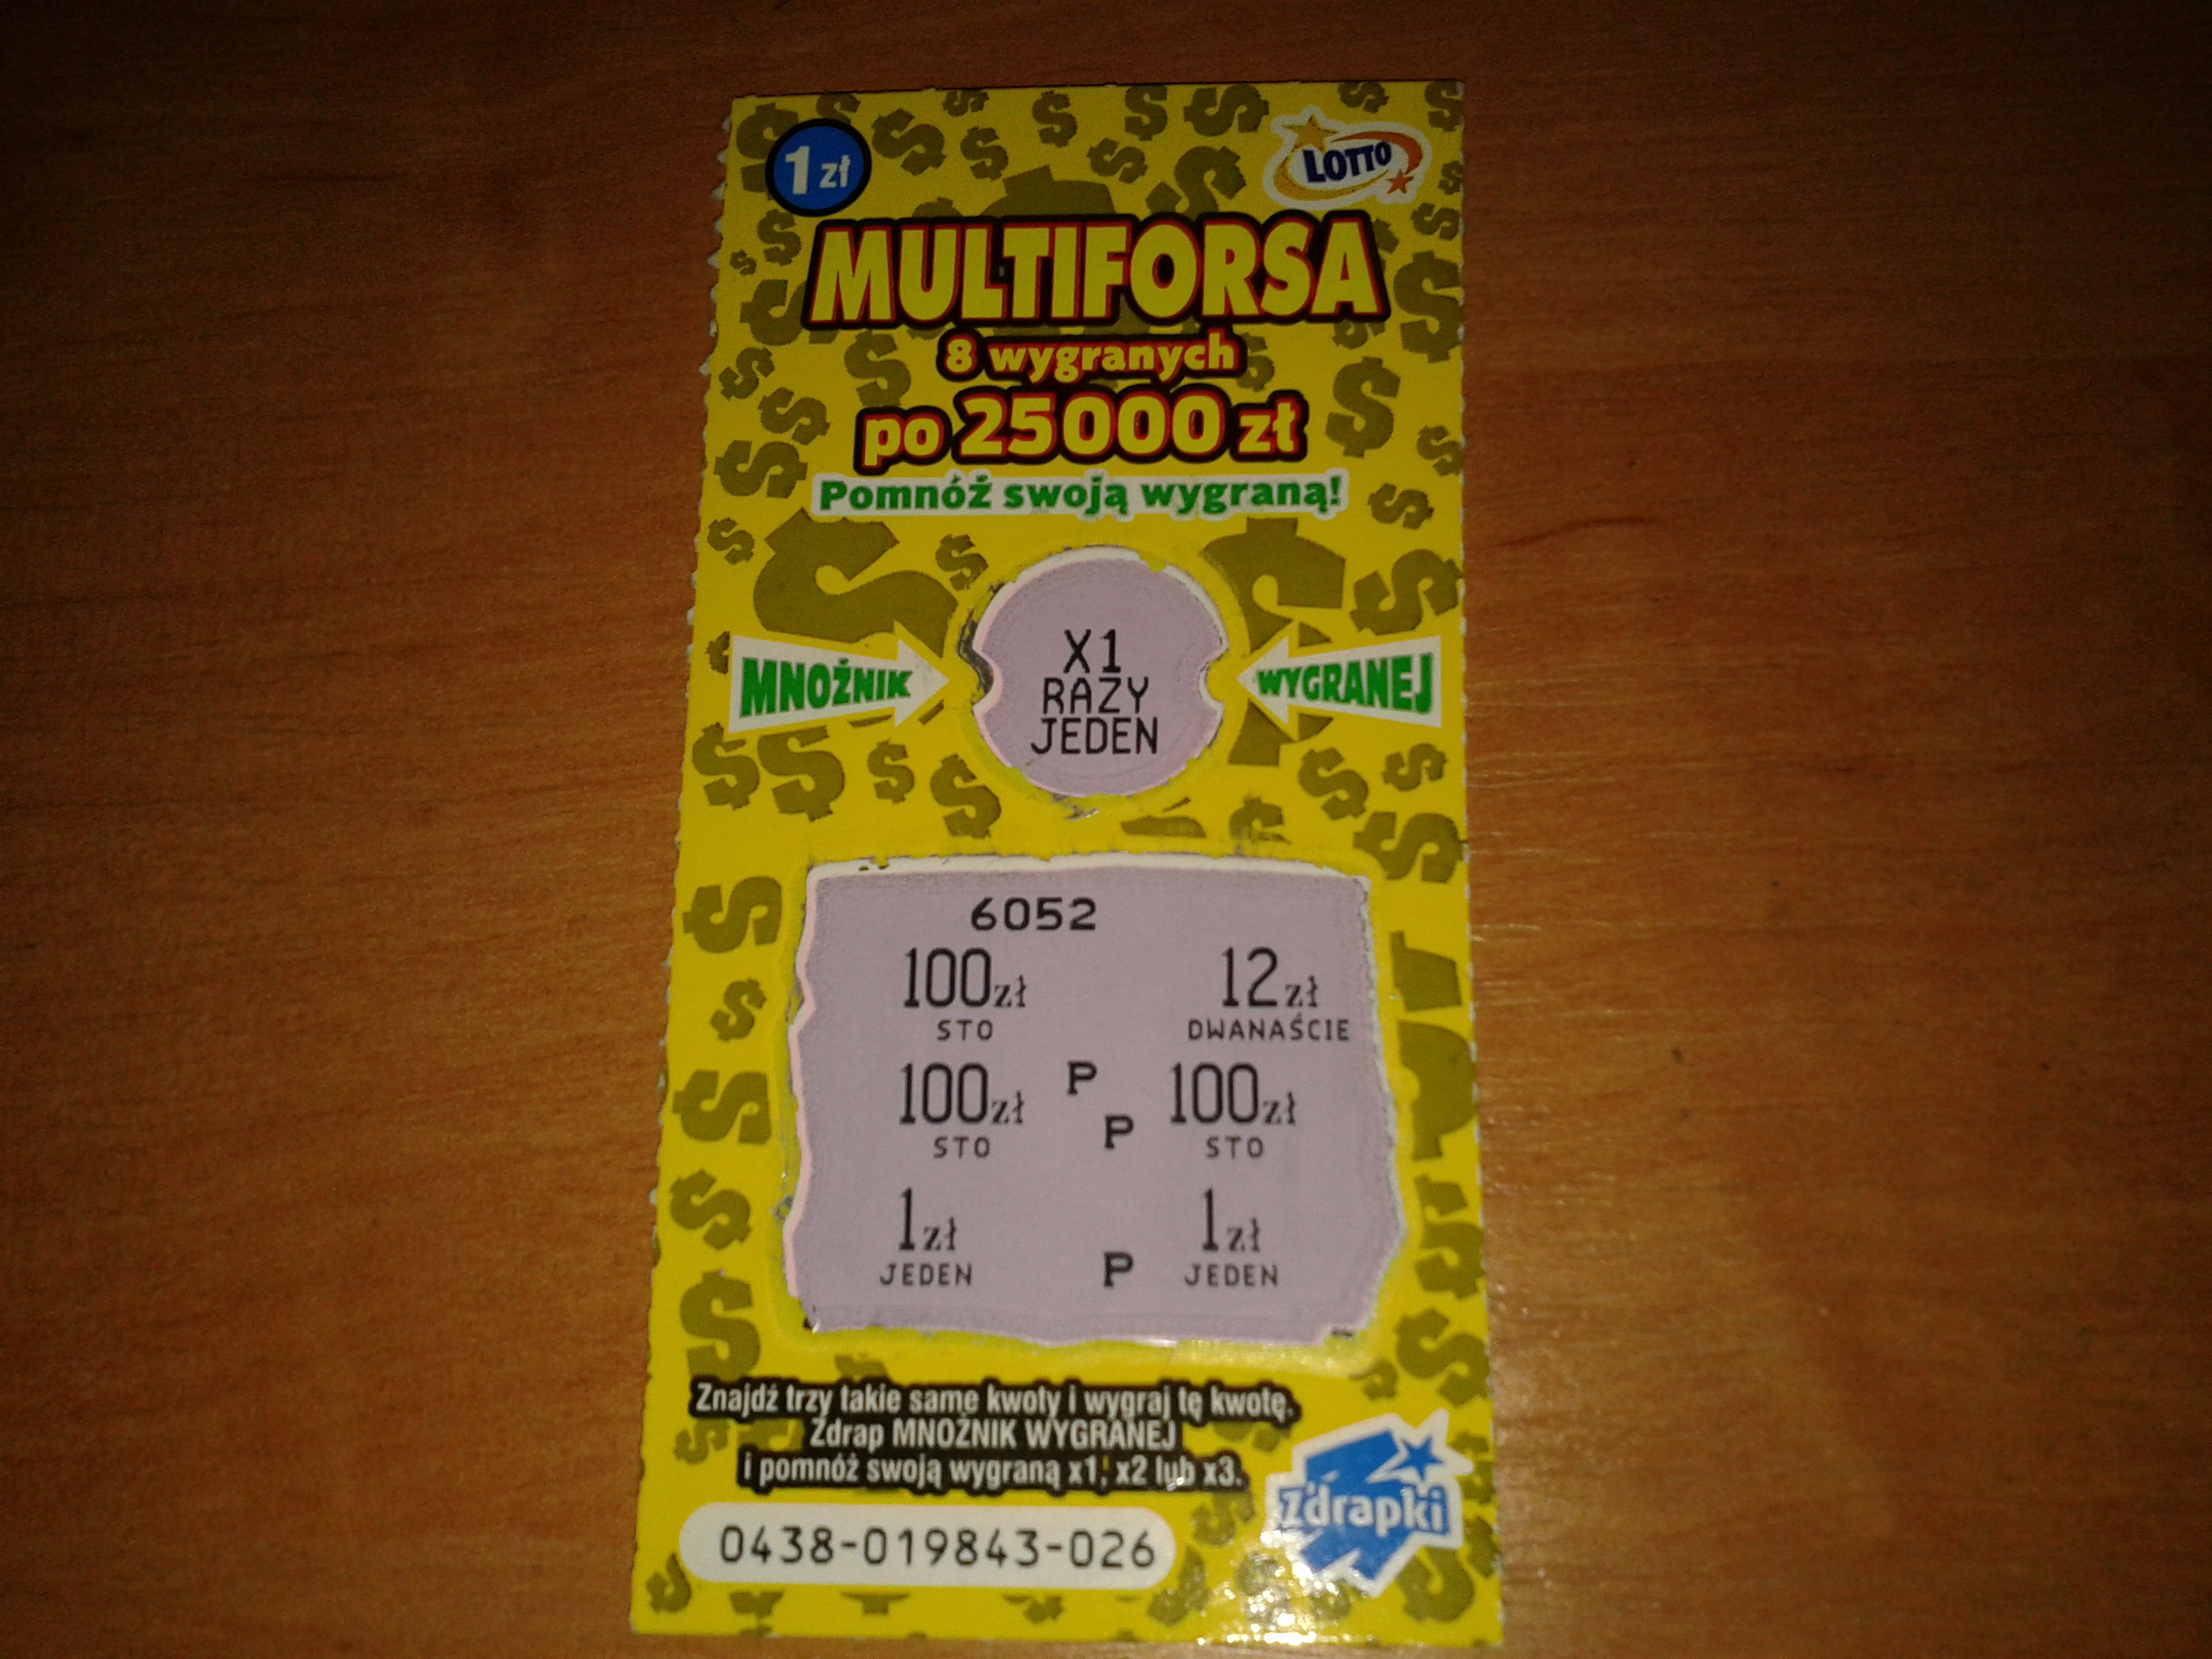 1 zł
LOTTO
MULTIFORSA
8 wygranych
po 25000 zł
Pomnóż swoją wygraną!
MNOŻNIK
X1
RAZY
JEDEN
WYGRANEJ
6052
100zł 12zł
STO DWANAŚCIE
100zł P P 100zł
STO STO
1zł 1zł
JEDEN P JEDEN
Znajdź trzy takie same kwoty i wygraj tę kwotę.
Zdrap MNOŻNIK WYGRANEJ
i pomnóż swoją wygraną x1, x2 lub x3.
Zdrapki
0438-019843-026